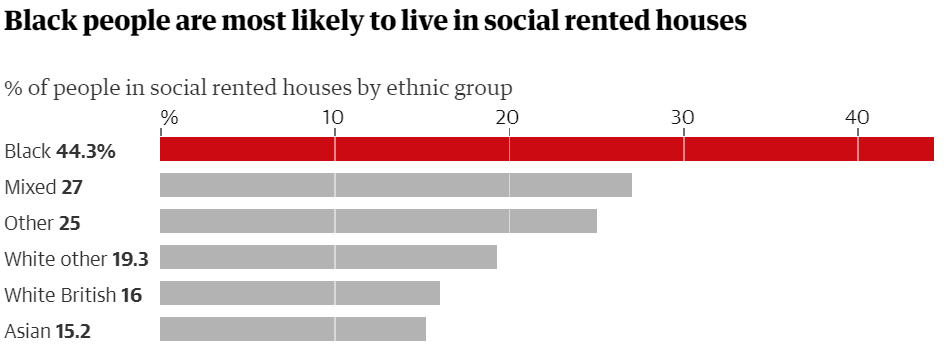 Black people are most likely to live in social rented houses
% of people in social rented houses by ethnic group
% 10 20 30 40
Black 44.3%
Mixed 27
Other 25
White other 19.3
White British 16
Asian 15.2